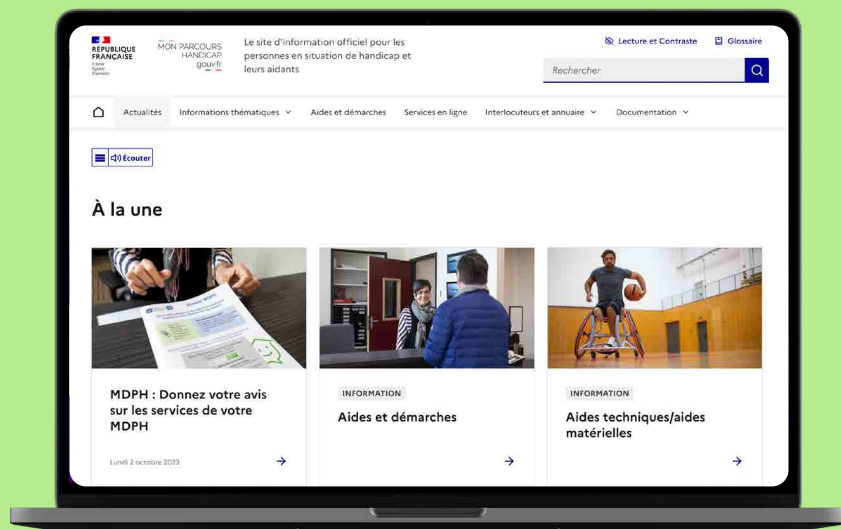 RÉPUBLIQUE
FRANÇAISE
MON PARCOURS
HANDICAP
gouv.fr
Le site d'information officiel pour les
personnes en situation de handicap et
leurs aidants
Lecture et Contraste
Glossaire
Rechercher
Actualités
Informations thématiques
Aides et démarches
Services en ligne
Interlocuteurs et annuaire
Documentation
Écouter
À la une
MDPH : Donnez votre avis
sur les services de votre
MDPH
Lundi 2 octobre 2023
INFORMATION
Aides et démarches
INFORMATION
Aides techniques/aides
matérielles